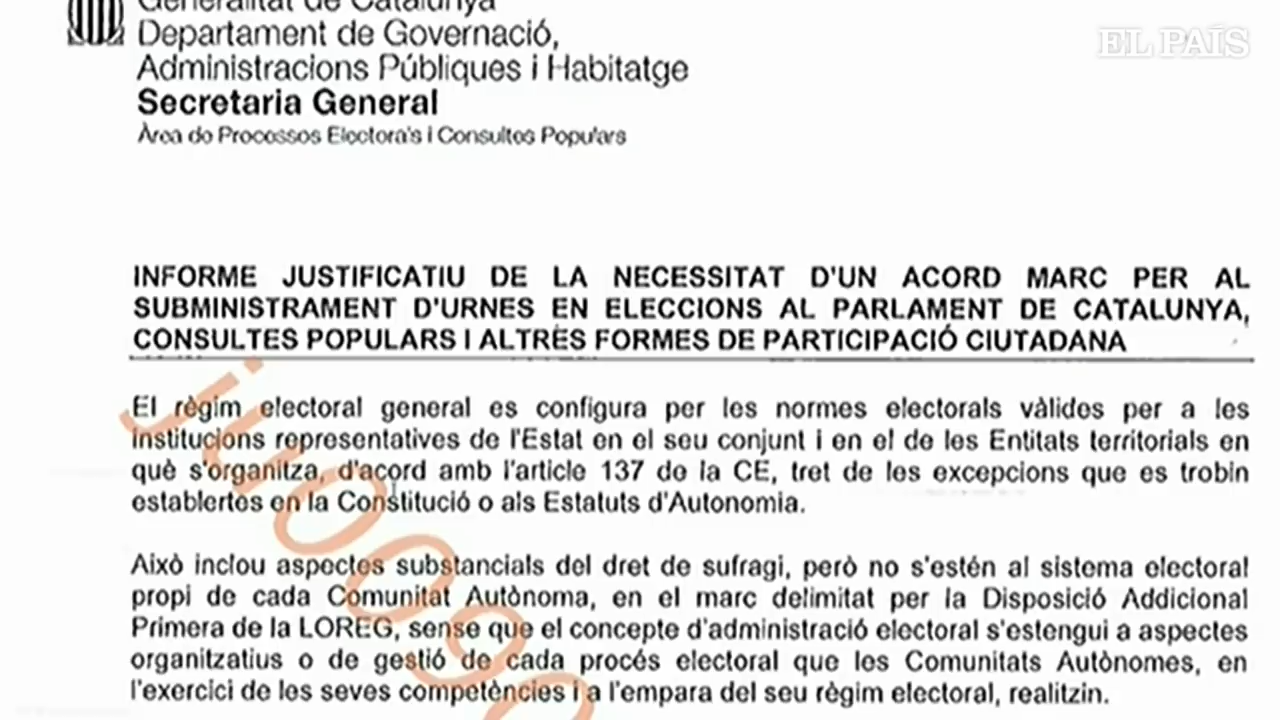 Generalitat de Catalunya
EL PAÍS
Departament de Governació,
Administracions Públiques i Habitatge
Secretaria General
Àrea de Processos Electorals i Consultes Populars
INFORME JUSTIFICATIU DE LA NECESSITAT D'UN ACORD MARC PER AL
SUBMINISTRAMENT D'URNES EN ELECCIONS AL PARLAMENT DE CATALUNYA,
CONSULTES POPULARS I ALTRES FORMES DE PARTICIPACIÓ CIUTADANA
El règim electoral general es configura per les normes electorals vàlides per a les
institucions representatives de l'Estat en el seu conjunt i en el de les Entitats territorials en
què s'organitza, d'acord amb l'article 137 de la CE, tret de les excepcions que es trobin
establertes en la Constitució o als Estatuts d'Autonomia.
Això inclou aspectes substancials del dret de sufragi, però no s'estén al sistema electoral
propi de cada Comunitat Autònoma, en el marc delimitat per la Disposició Addicional
Primera de la LOREG, sense que el concepte d'administració electoral s'estengui a aspectes
organitzatius o de gestió de cada procés electoral que les Comunitats Autònomes, en
l'exercici de les seves competències i a l'empara del seu règim electoral, realitzin.